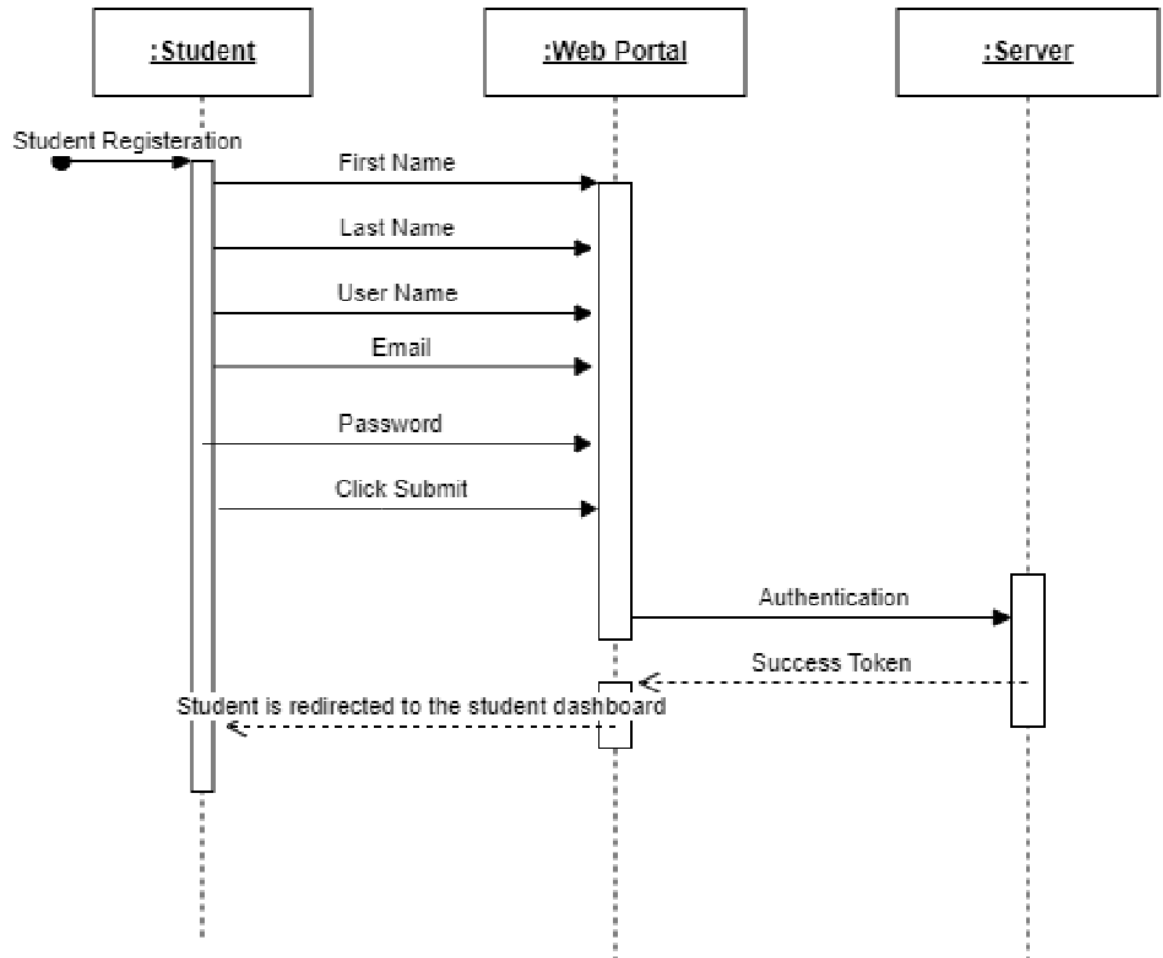 :Student
:Web Portal
:Server
Student Registeration
First Name
Last Name
User Name
Email
Password
Click Submit
Authentication
Success Token
Student is redirected to the student dashboard